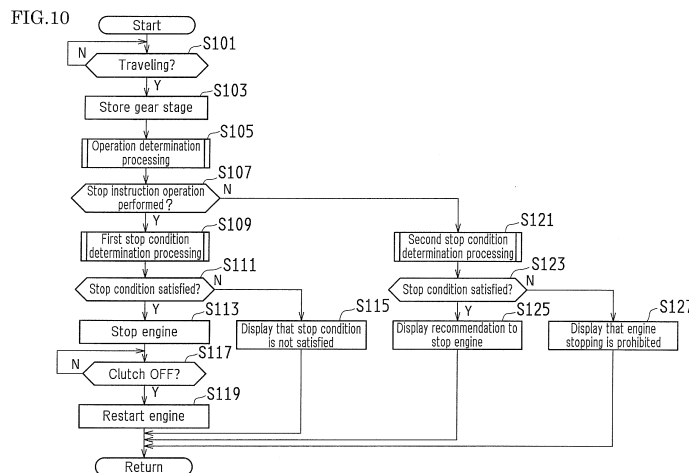 FIG.10
Start
N
S101
Traveling?
Y
S103
Store gear stage
S105
Operation determination
processing
S107
Stop instruction operation
performed?
N
Y
S109
First stop condition
determination processing
S111
Stop condition satisfied?
N
Y
S113
Stop engine
S115
Display that stop condition
is not satisfied
S117
N
Clutch OFF?
Y
S119
Restart engine
Return
S121
Second stop condition
determination processing
S123
Stop condition satisfied?
N
Y
S125
Display recommendation to
stop engine
S127
Display that engine
stopping is prohibited